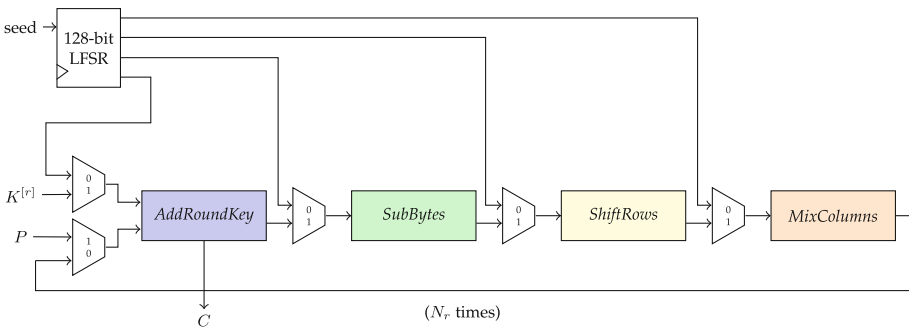 seed
128-bit
LFSR
0
1
K^{[r]}
P
1
0
AddRoundKey
0
1
SubBytes
0
1
ShiftRows
0
1
MixColumns
C
(N_r times)